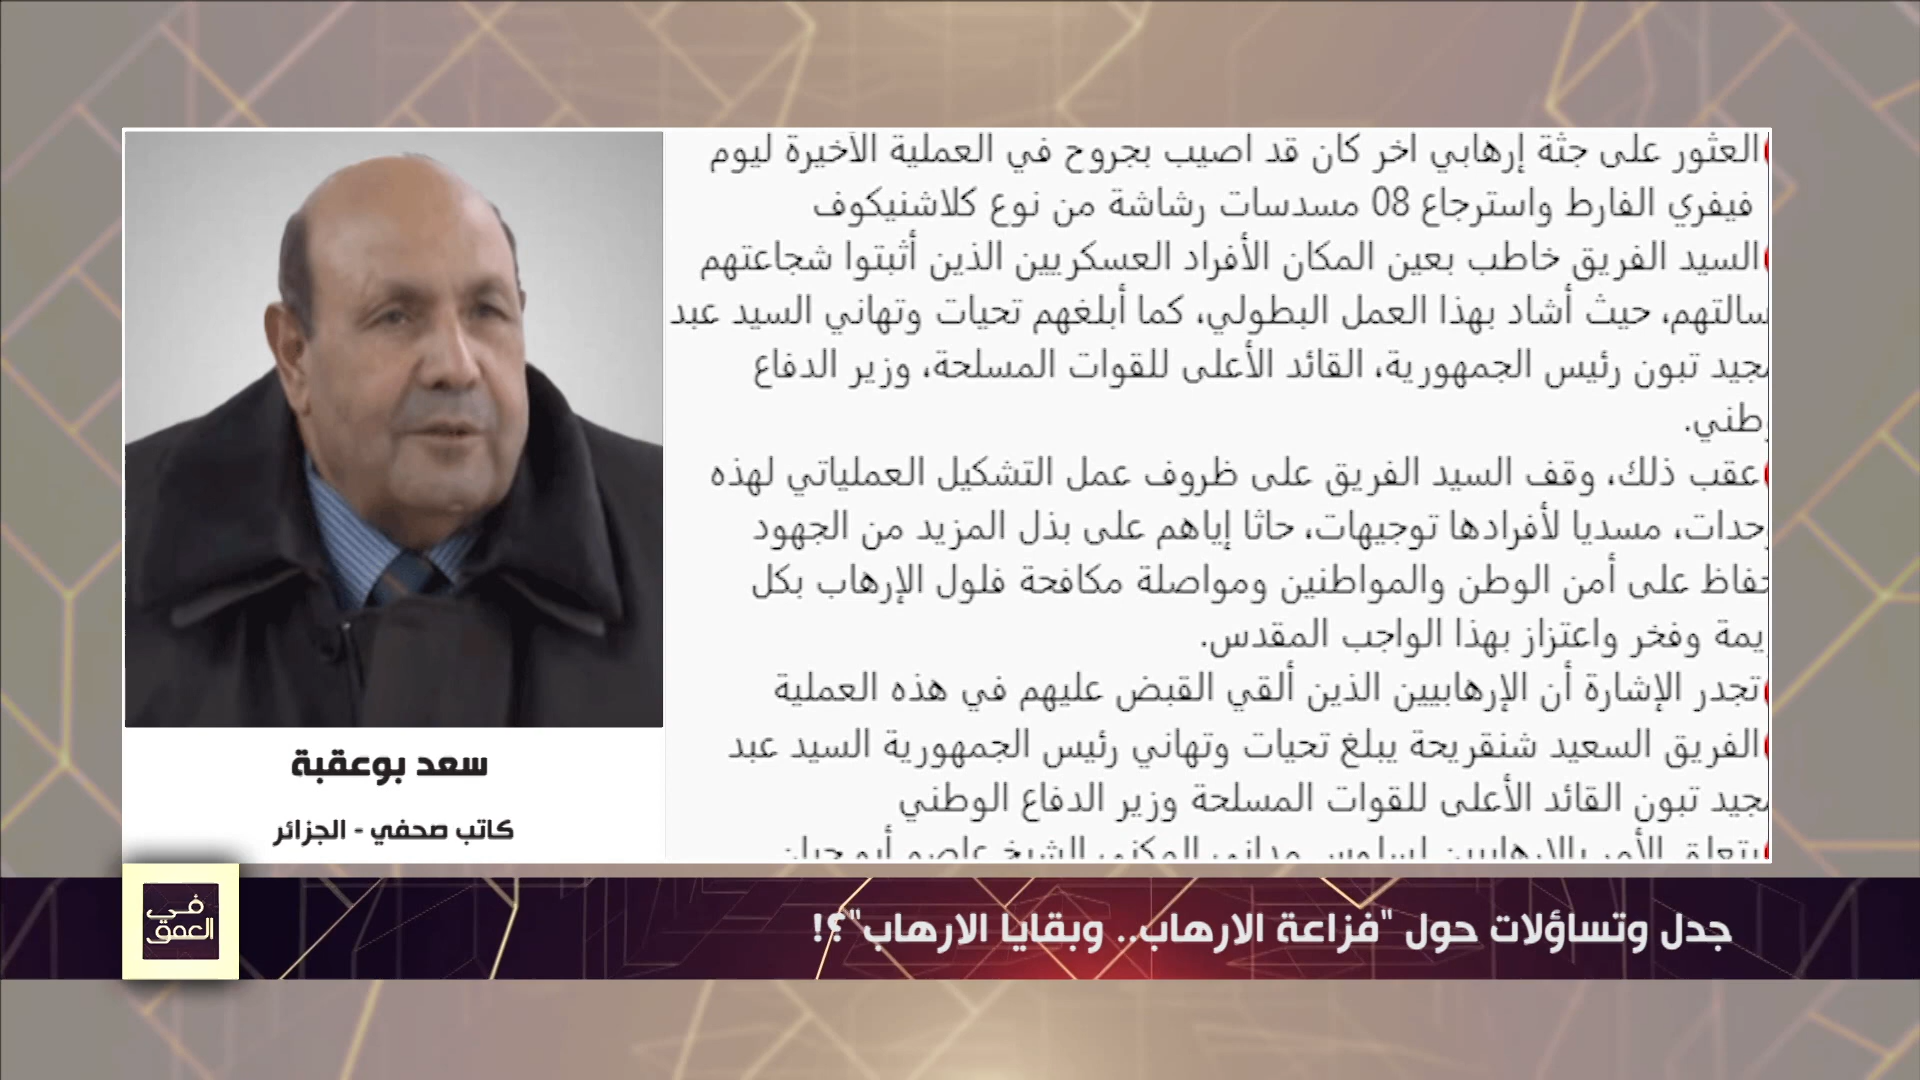 العثور على جثة إرهابي اخر كان قد اصيب بجروح في العملية الأخيرة ليوم
فيفري الفارط واسترجاع 08 مسدسات رشاشة من نوع كلاشنيكوف
السيد الفريق خاطب بعين المكان الأفراد العسكريين الذين أثبتوا شجاعتهم
سالتهم، حيث أشاد بهذا العمل البطولي، كما أبلغهم تحيات وتهاني السيد عبد
جيد تبون رئيس الجمهورية، القائد الأعلى للقوات المسلحة، وزير الدفاع
وطني.
عقب ذلك، وقف السيد الفريق على ظروف عمل التشكيل العملياتي لهذه
وحدات، مسديا لأفرادها توجيهات، حاثا إياهم على بذل المزيد من الجهود
حفاظ على أمن الوطن والمواطنين ومواصلة مكافحة فلول الإرهاب بكل
يمة وفخر واعتزاز بهذا الواجب المقدس.
تجدر الإشارة أن الإرهابيين الذين ألقي القبض عليهم في هذه العملية
الفريق السعيد شنقريحة يبلغ تحيات وتهاني رئيس الجمهورية السيد عبد
جيد تبون القائد الأعلى للقوات المسلحة وزير الدفاع الوطني
سعد بوعقبة
كاتب صحفي - الجزائر
في
العمق
جدل وتساؤلات حول "فزاعة الارهاب.. وبقايا الارهاب"؟!